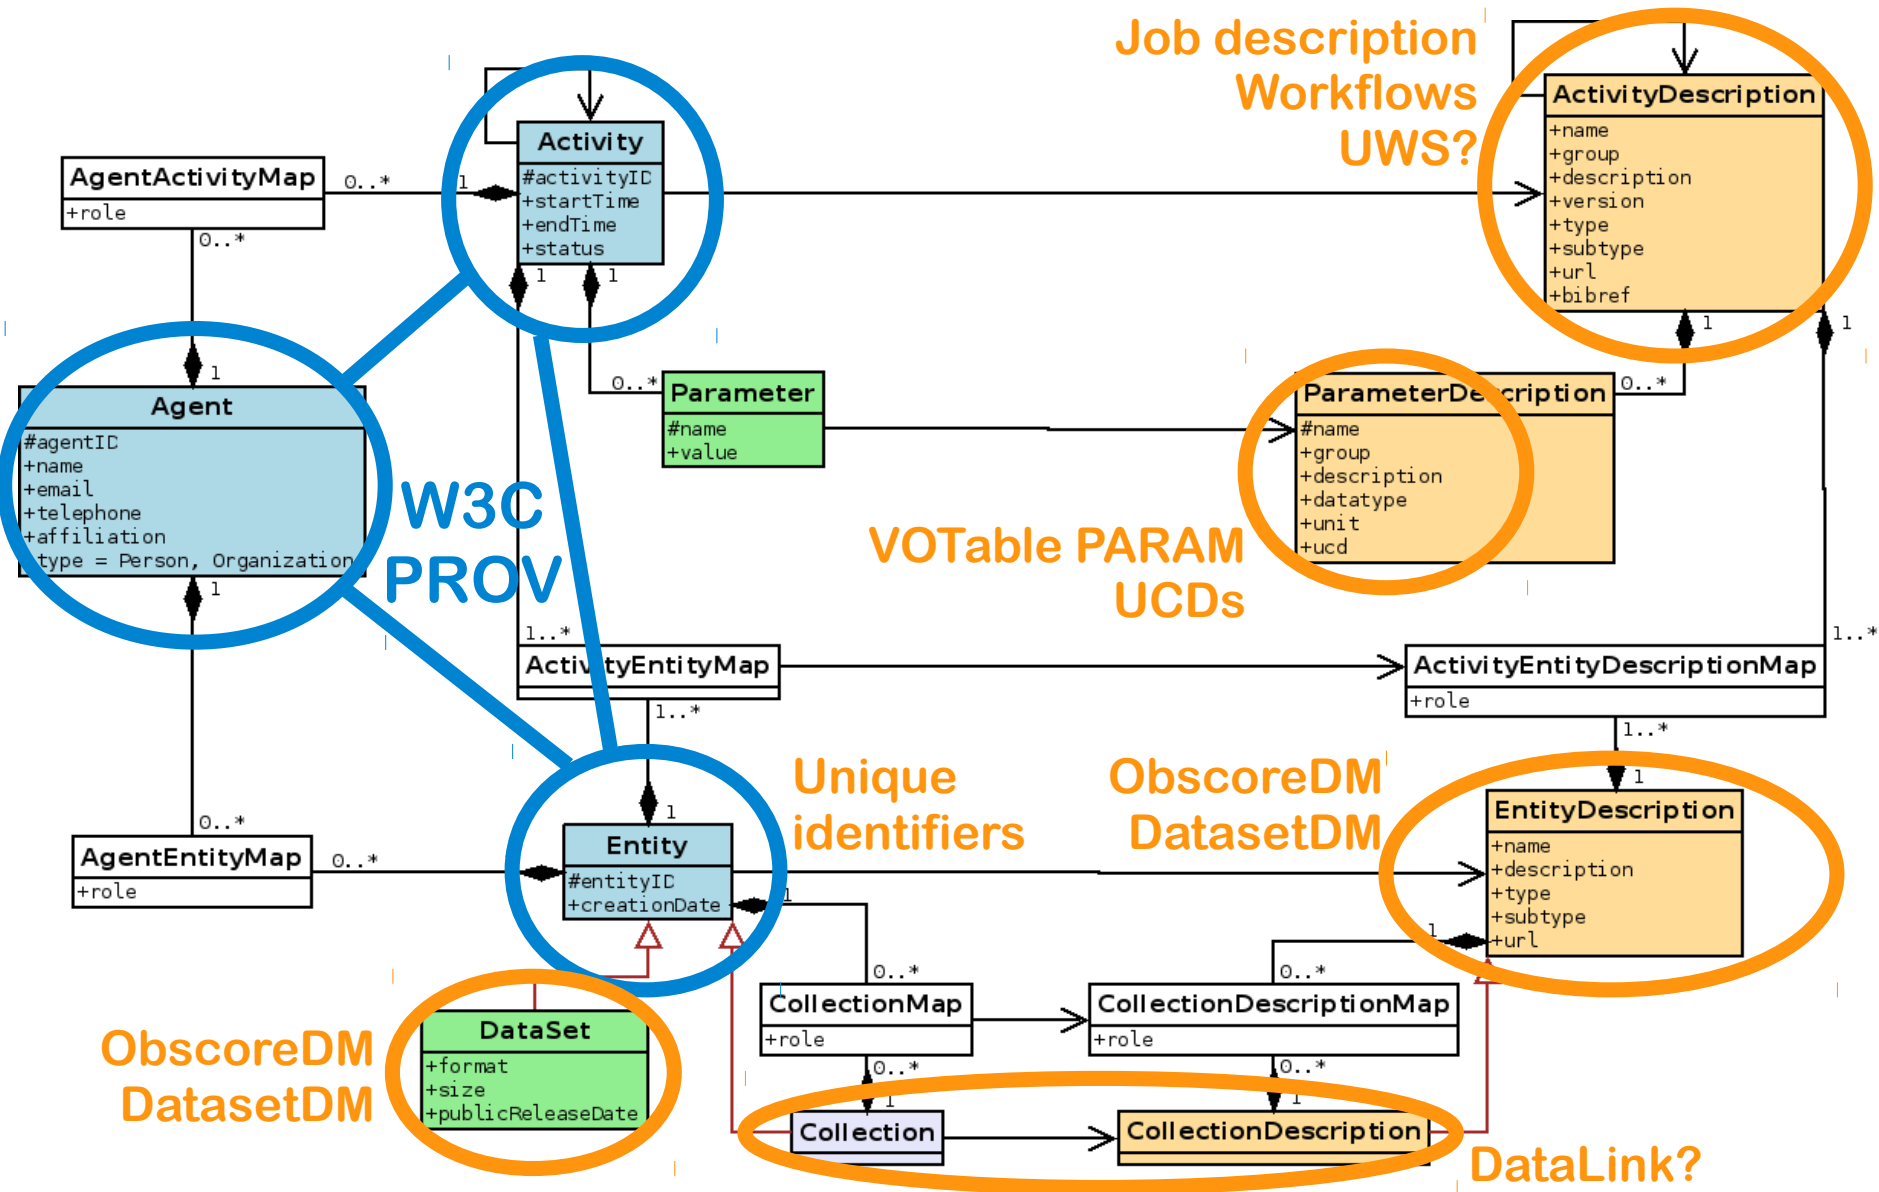 Job description
Workflows
UWS?
ActivityDescription
+name
+group
+description
+version
+type
+subtype
+url
+bibref
1
1
Activity
#activityID
+startTime
+endTime
+status
1
1
1
AgentActivityMap
+role
0..*
0..*
1
Agent
#agentID
+name
+email
+telephone
+affiliation
+type = Person, Organization
1
W3C
PROV
0..*
Parameter
#name
+value
0..*
ParameterDescription
#name
+group
+description
+datatype
+unit
+ucd
VOTable PARAM
UCDs
1..*
ActivityEntityMap
1..*
1..*
ActivityEntityDescriptionMap
+role
1..*
1
Unique
identifiers
ObscoreDM
DatasetDM
EntityDescription
+name
+description
+type
+subtype
+url
1
0..*
AgentEntityMap
+role
0..*
1
Entity
#entityID
+creationDate
1
0..*
CollectionMap
+role
0..*
1
0..*
CollectionDescriptionMap
+role
0..*
1
ObscoreDM
DatasetDM
DataSet
+format
+size
+publicReleaseDate
Collection
CollectionDescription
DataLink?